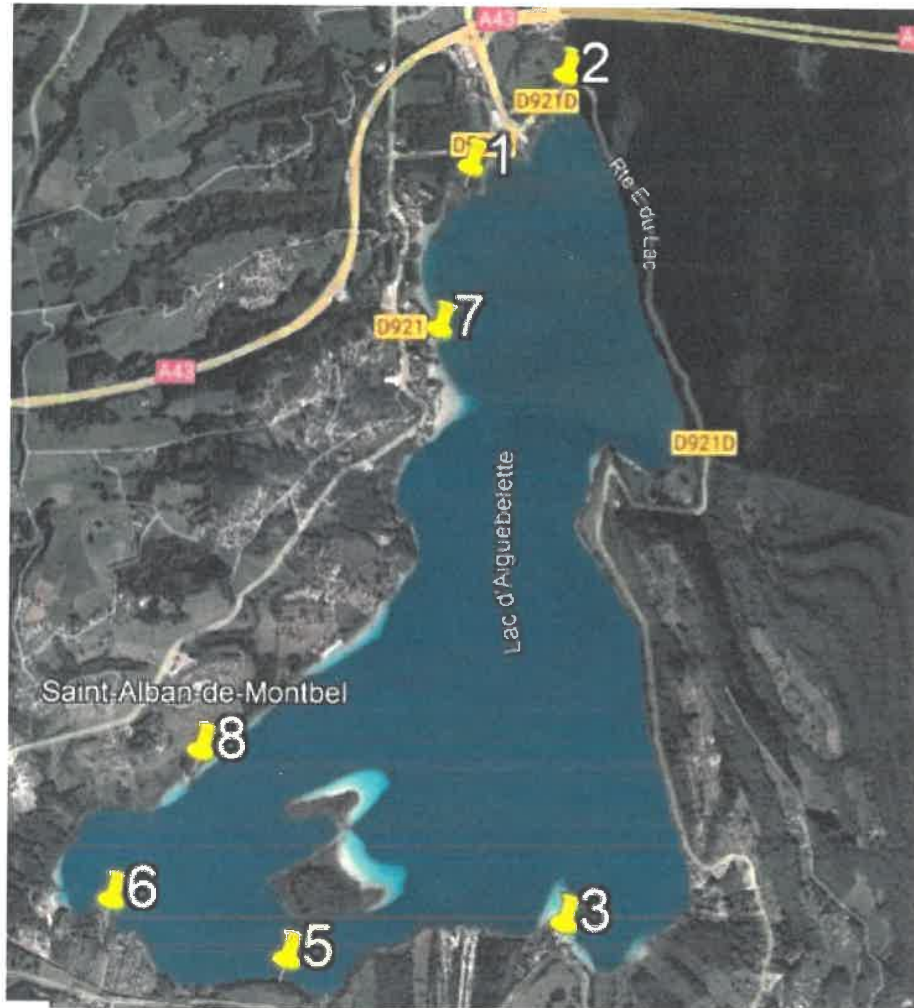 A43
2
D921D
1
Rte E du Lac
7
D921
A43
D921D
Lac d'Aiguebelette
Saint-Alban-de-Montbel
8
6
3
5